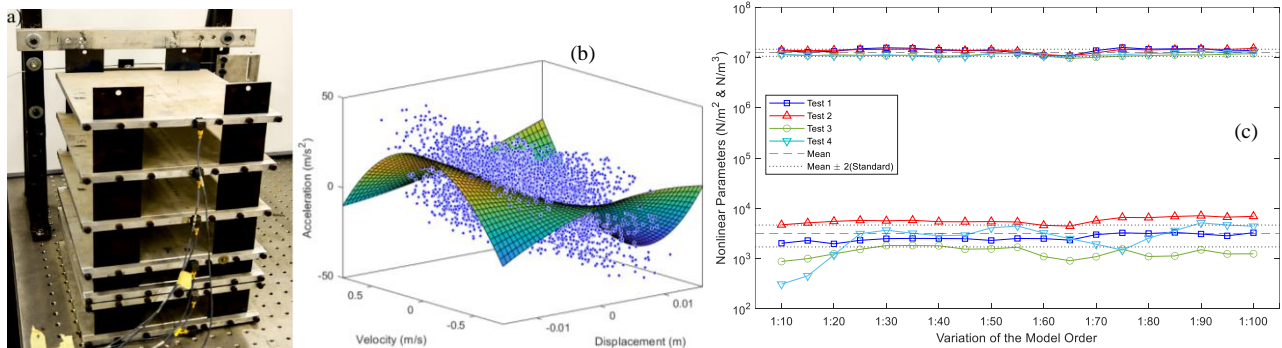 a)
(b)
50
0
-50
Acceleration (m/s²)
0.5
0
-0.5
Velocity (m/s)
-0.01
0
0.01
Displacement (m)
(c)
10⁸
10⁷
10⁶
10⁵
10⁴
10³
10²
Nonlinear Parameters (N/m² & N/m³)
Test 1
Test 2
Test 3
Test 4
Mean
Mean ± 2(Standard)
1:10 1:20 1:30 1:40 1:50 1:60 1:70 1:80 1:90 1:100
Variation of the Model Order